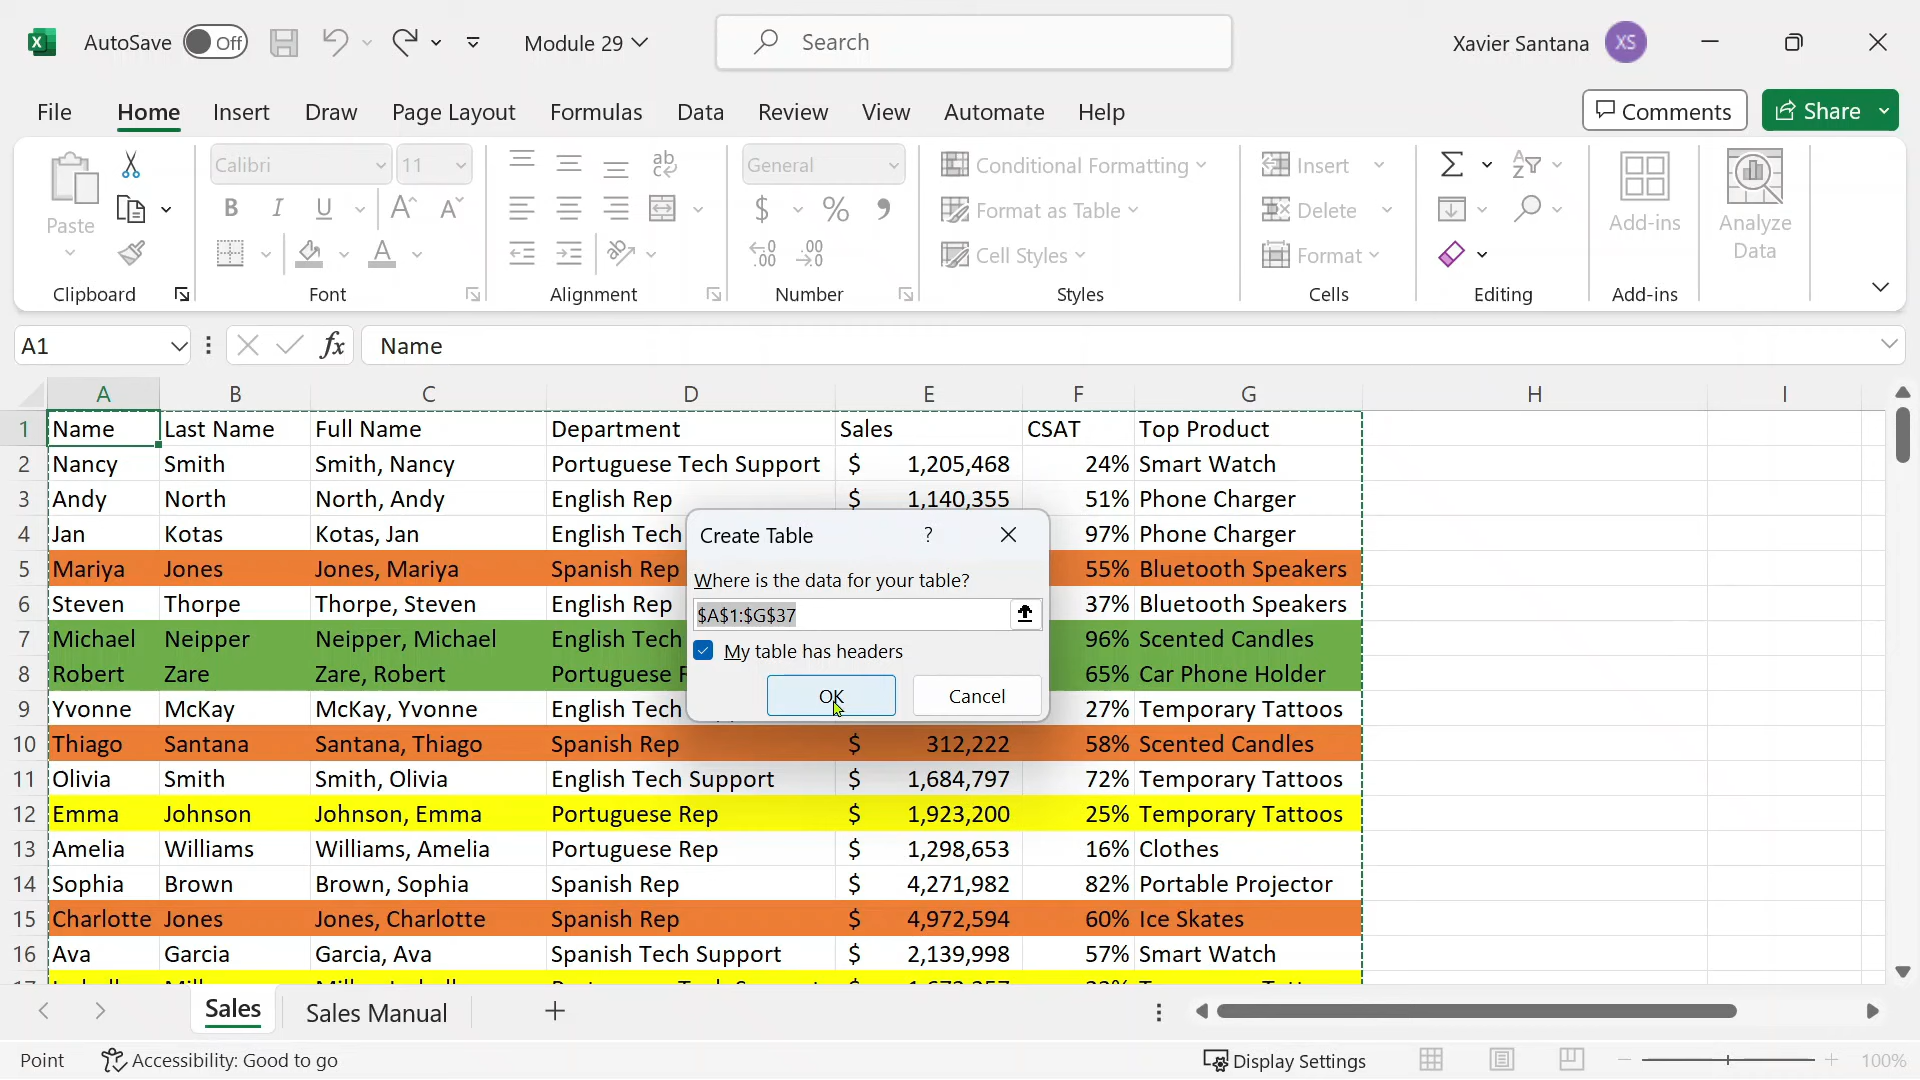 AutoSave Off Module 29 Search Xavier Santana XS
File Home Insert Draw Page Layout Formulas Data Review View Automate Help Comments Share
Calibri 11 General Conditional Formatting Insert
Paste B I U A A $ % Format as Table Delete Add-ins Analyze Data
A Cell Styles Format
Clipboard Font Alignment Number Styles Cells Editing Add-ins
A1 fx Name
A B C D E F G H I
1 Name Last Name Full Name Department Sales CSAT Top Product
2 Nancy Smith Smith, Nancy Portuguese Tech Support $ 1,205,468 24% Smart Watch
3 Andy North North, Andy English Rep $ 1,140,355 51% Phone Charger
4 Jan Kotas Kotas, Jan English Tech 97% Phone Charger
5 Mariya Jones Jones, Mariya Spanish Rep 55% Bluetooth Speakers
6 Steven Thorpe Thorpe, Steven English Rep 37% Bluetooth Speakers
7 Michael Neipper Neipper, Michael English Tech 96% Scented Candles
8 Robert Zare Zare, Robert Portuguese 65% Car Phone Holder
9 Yvonne McKay McKay, Yvonne English Tech 27% Temporary Tattoos
10 Thiago Santana Santana, Thiago Spanish Rep $ 312,222 58% Scented Candles
11 Olivia Smith Smith, Olivia English Tech Support $ 1,684,797 72% Temporary Tattoos
12 Emma Johnson Johnson, Emma Portuguese Rep $ 1,923,200 25% Temporary Tattoos
13 Amelia Williams Williams, Amelia Portuguese Rep $ 1,298,653 16% Clothes
14 Sophia Brown Brown, Sophia Spanish Rep $ 4,271,982 82% Portable Projector
15 Charlotte Jones Jones, Charlotte Spanish Rep $ 4,972,594 60% Ice Skates
16 Ava Garcia Garcia, Ava Spanish Tech Support $ 2,139,998 57% Smart Watch
Create Table ?
Where is the data for your table?
$A$1:$G$37
My table has headers
OK Cancel
Sales Sales Manual
Point Accessibility: Good to go Display Settings 100%